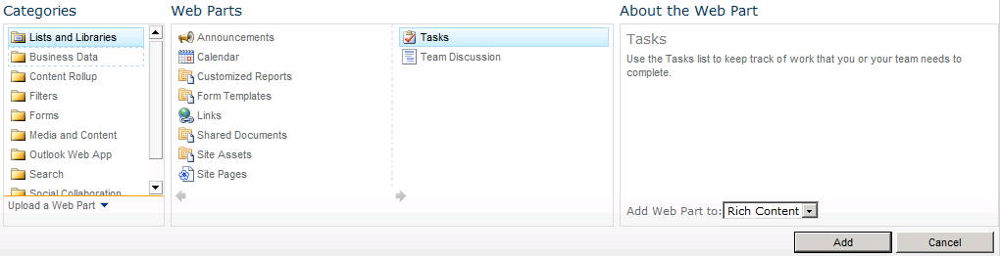 Categories
Lists and Libraries
Business Data
Content Rollup
Filters
Forms
Media and Content
Outlook Web App
Search
Social Collaboration
Upload a Web Part
Web Parts
Announcements
Calendar
Customized Reports
Form Templates
Links
Shared Documents
Site Assets
Site Pages
Tasks
Team Discussion
About the Web Part
Tasks
Use the Tasks list to keep track of work that you or your team needs to
complete.
Add Web Part to: Rich Content
Add Cancel